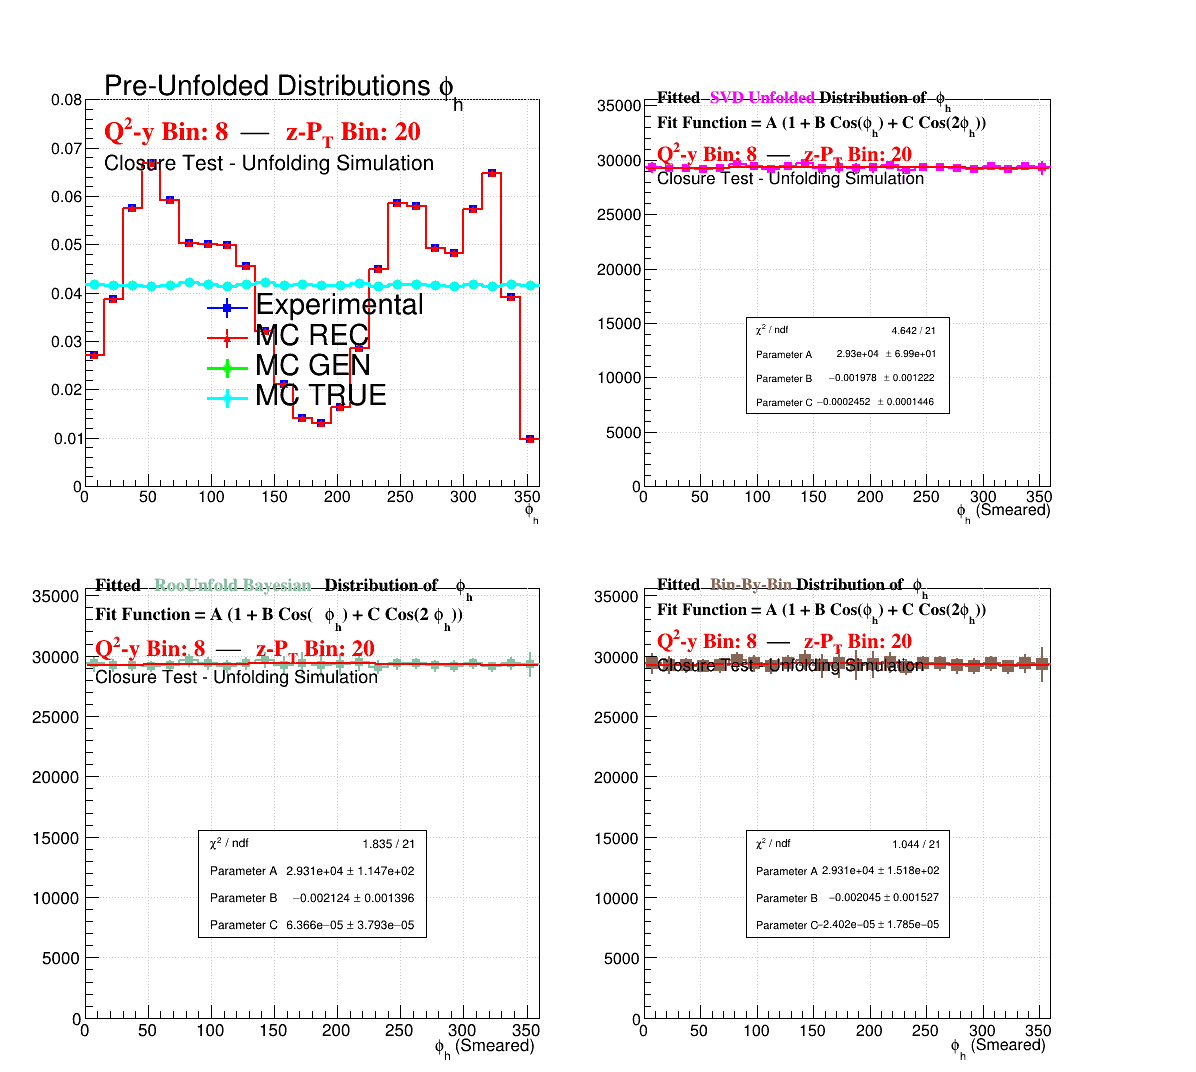 Pre-Unfolded Distributions ϕh
Q²-y Bin: 8 — z-PT Bin: 20
Closure Test - Unfolding Simulation
0.08
0.07
0.06
0.05
0.04
0.03
0.02
0.01
0
Experimental
MC REC
MC GEN
MC TRUE
0 50 100 150 200 250 300 350
ϕh
Fitted SVD Unfolded Distribution of ϕh
Fit Function = A (1 + B Cos(ϕh) + C Cos(2ϕh))
Q²-y Bin: 8 — z-PT Bin: 20
Closure Test - Unfolding Simulation
35000
30000
25000
20000
15000
10000
5000
0
χ² / ndf 4.642 / 21
Parameter A 2.93e+04 ± 6.99e+01
Parameter B −0.001978 ± 0.001222
Parameter C −0.0002452 ± 0.0001446
0 50 100 150 200 250 300 350
ϕh (Smeared)
Fitted RooUnfold Bayesian Distribution of ϕh
Fit Function = A (1 + B Cos( ϕh) + C Cos(2 ϕh))
Q²-y Bin: 8 — z-PT Bin: 20
Closure Test - Unfolding Simulation
35000
30000
25000
20000
15000
10000
5000
0
χ² / ndf 1.835 / 21
Parameter A 2.931e+04 ± 1.147e+02
Parameter B −0.002124 ± 0.001396
Parameter C 6.366e−05 ± 3.793e−05
0 50 100 150 200 250 300 350
ϕh (Smeared)
Fitted Bin-By-Bin Distribution of ϕh
Fit Function = A (1 + B Cos(ϕh) + C Cos(2ϕh))
Q²-y Bin: 8 — z-PT Bin: 20
Closure Test - Unfolding Simulation
35000
30000
25000
20000
15000
10000
5000
0
χ² / ndf 1.044 / 21
Parameter A 2.931e+04 ± 1.518e+02
Parameter B −0.002045 ± 0.001527
Parameter C −2.402e−05 ± 1.785e−05
0 50 100 150 200 250 300 350
ϕh (Smeared)